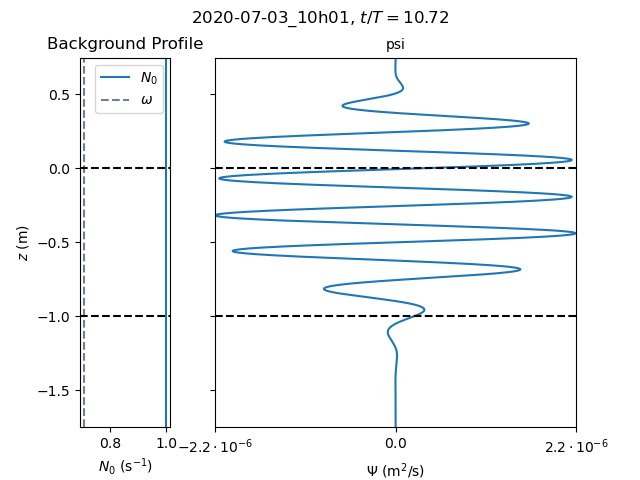 2020-07-03_10h01, t/T = 10.72
Background Profile
psi
N₀
ω
0.5
0.0
−0.5
−1.0
−1.5
z (m)
0.8
1.0
N₀ (s⁻¹)
−2.2 · 10⁻⁶
0.0
2.2 · 10⁻⁶
Ψ (m²/s)